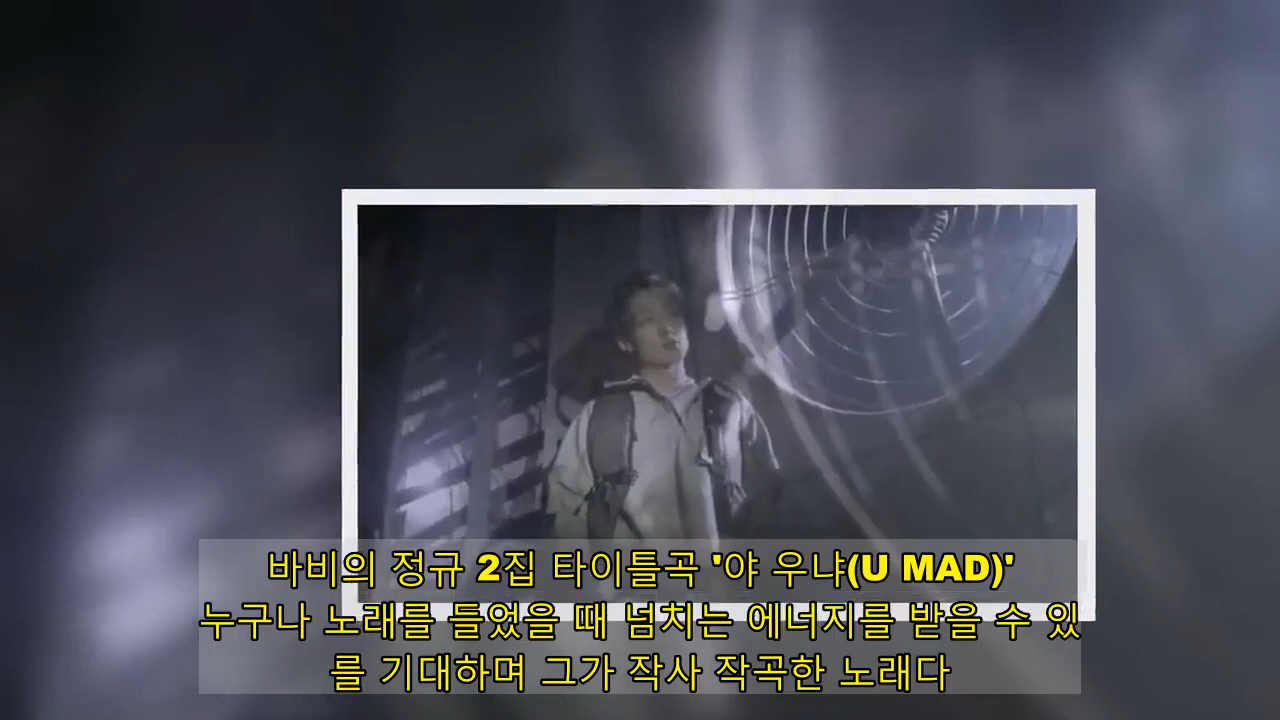 바비의 정규 2집 타이틀곡 '야 우냐(U MAD)'
누구나 노래를 들었을 때 넘치는 에너지를 받을 수 있
를 기대하며 그가 작사 작곡한 노래다